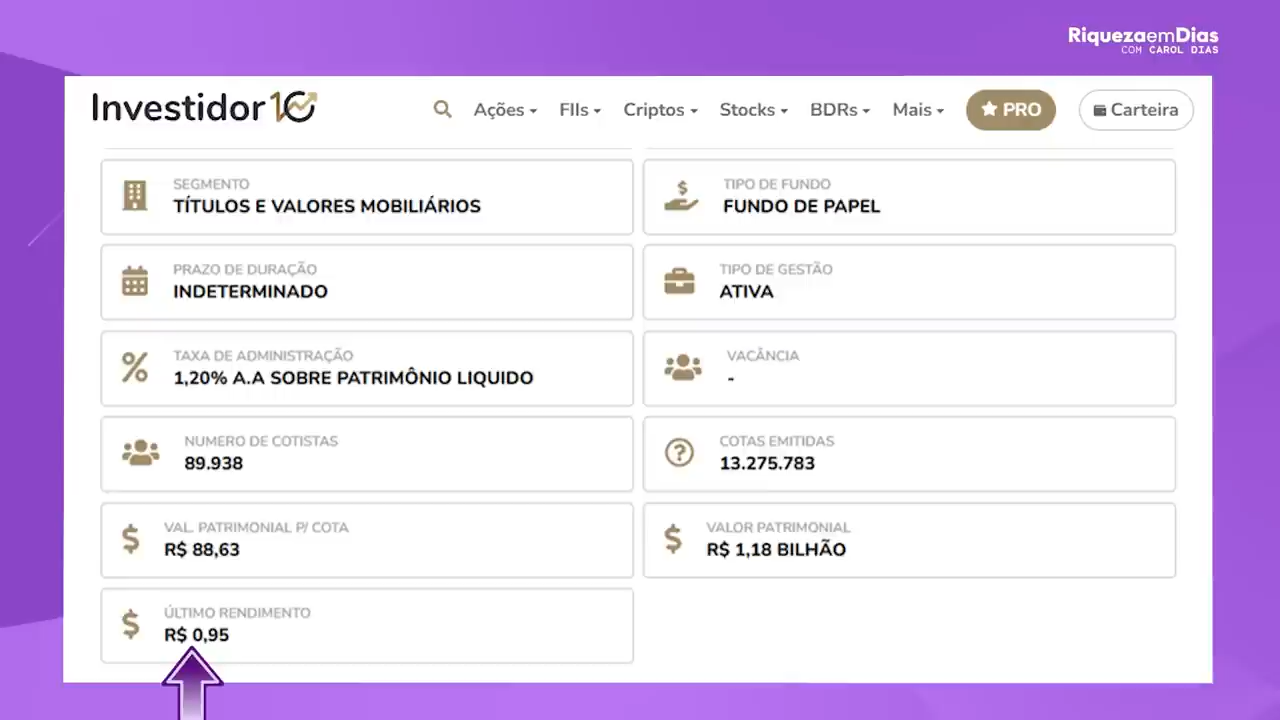 RiquezaemDias
COM CAROL DIAS
Investidor 10
Ações
FIIs
Criptos
Stocks
BDRs
Mais
PRO
Carteira
SEGMENTO
TÍTULOS E VALORES MOBILIÁRIOS
TIPO DE FUNDO
FUNDO DE PAPEL
PRAZO DE DURAÇÃO
INDETERMINADO
TIPO DE GESTÃO
ATIVA
TAXA DE ADMINISTRAÇÃO
1,20% A.A SOBRE PATRIMÔNIO LIQUIDO
VACÂNCIA
-
NUMERO DE COTISTAS
89.938
COTAS EMITIDAS
13.275.783
VAL. PATRIMONIAL P/ COTA
R$ 88,63
VALOR PATRIMONIAL
R$ 1,18 BILHÃO
ÚLTIMO RENDIMENTO
R$ 0,95